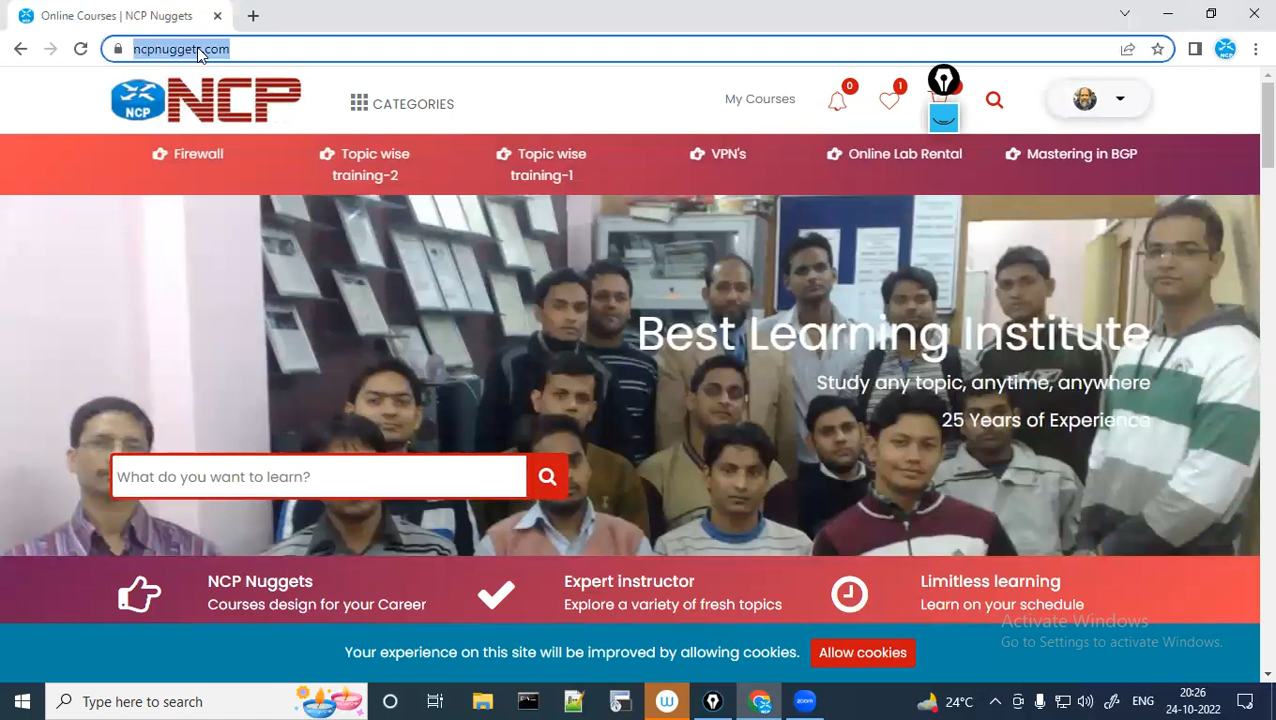 Online Courses | NCP Nuggets
ncpnuggets.com
NCP
NCP
CATEGORIES
My Courses
0
1
Firewall
Topic wise
training-2
Topic wise
training-1
VPN's
Online Lab Rental
Mastering in BGP
Best Learning Institute
Study any topic, anytime, anywhere
25 Years of Experience
What do you want to learn?
NCP Nuggets
Courses design for your Career
Expert instructor
Explore a variety of fresh topics
Limitless learning
Learn on your schedule
Activate Windows
Go to Settings to activate Windows.
Your experience on this site will be improved by allowing cookies.
Allow cookies
Type here to search
zoom
24°C
ENG
20:26
24-10-2022